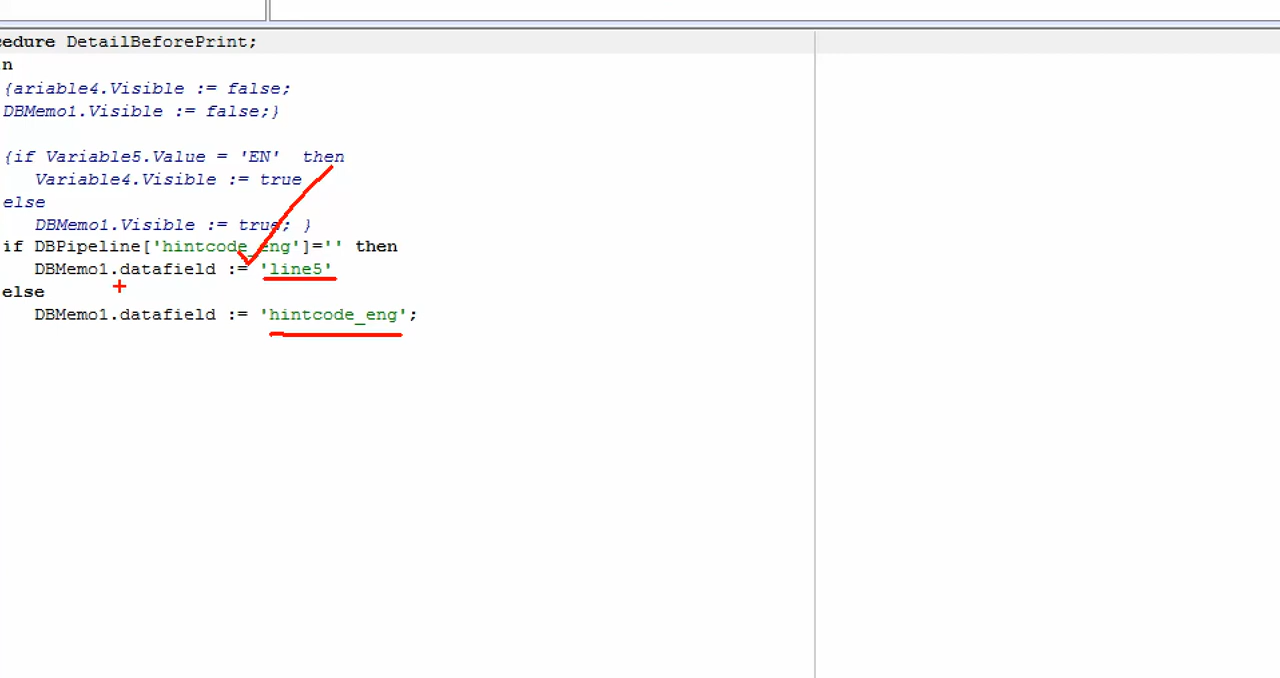 edure DetailBeforePrint;
n
{ariable4.Visible := false;
DBMemo1.Visible := false;}
{if Variable5.Value = 'EN' then
Variable4.Visible := true
else
DBMemo1.Visible := true; }
if DBPipeline['hintcode_eng']='' then
DBMemo1.datafield := 'line5'
else
DBMemo1.datafield := 'hintcode_eng';